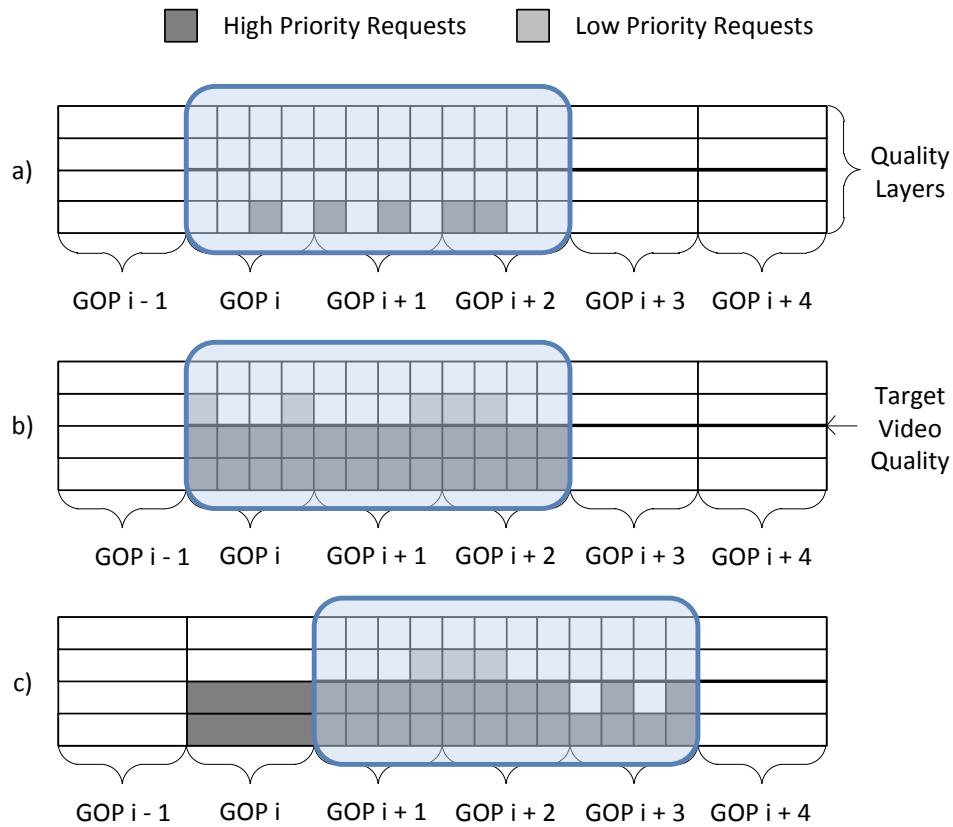 High Priority Requests
Low Priority Requests
a)
Quality
Layers
GOP i - 1
GOP i
GOP i + 1
GOP i + 2
GOP i + 3
GOP i + 4
b)
Target
Video
Quality
GOP i - 1
GOP i
GOP i + 1
GOP i + 2
GOP i + 3
GOP i + 4
c)
GOP i - 1
GOP i
GOP i + 1
GOP i + 2
GOP i + 3
GOP i + 4